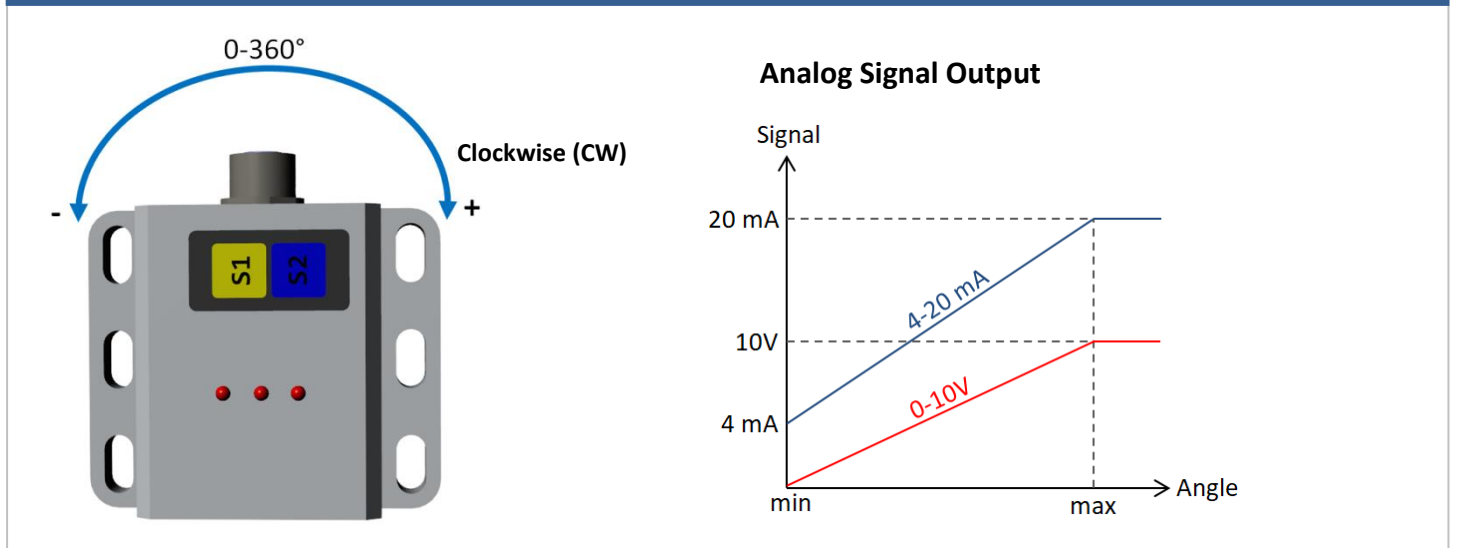 0-360°
Clockwise (CW)
-
+
S1
S2
Analog Signal Output
Signal
20 mA
4-20 mA
10V
0-10V
4 mA
min
max
Angle